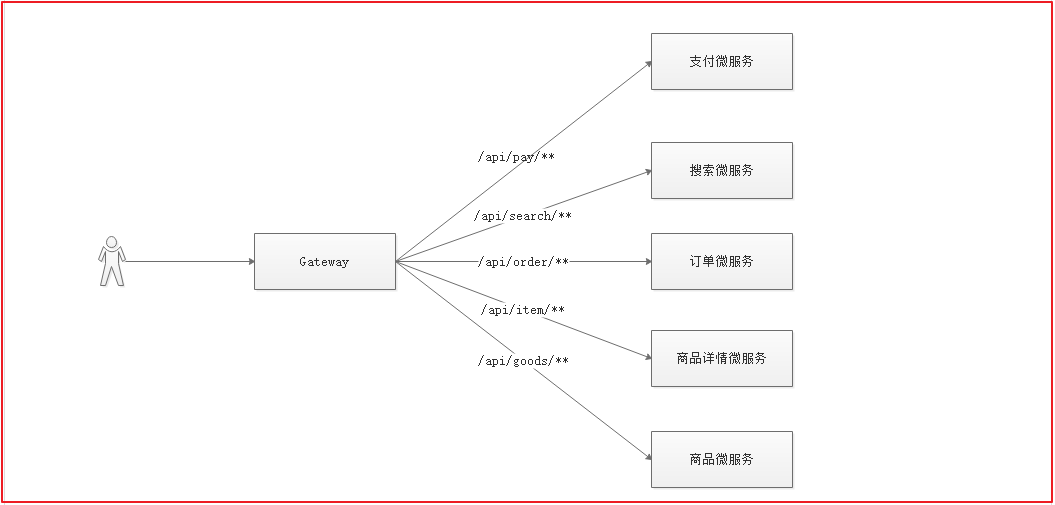 支付微服务
/api/pay/**
搜索微服务
/api/search/**
Gateway
/api/order/**
订单微服务
/api/item/**
商品详情微服务
/api/goods/**
商品微服务